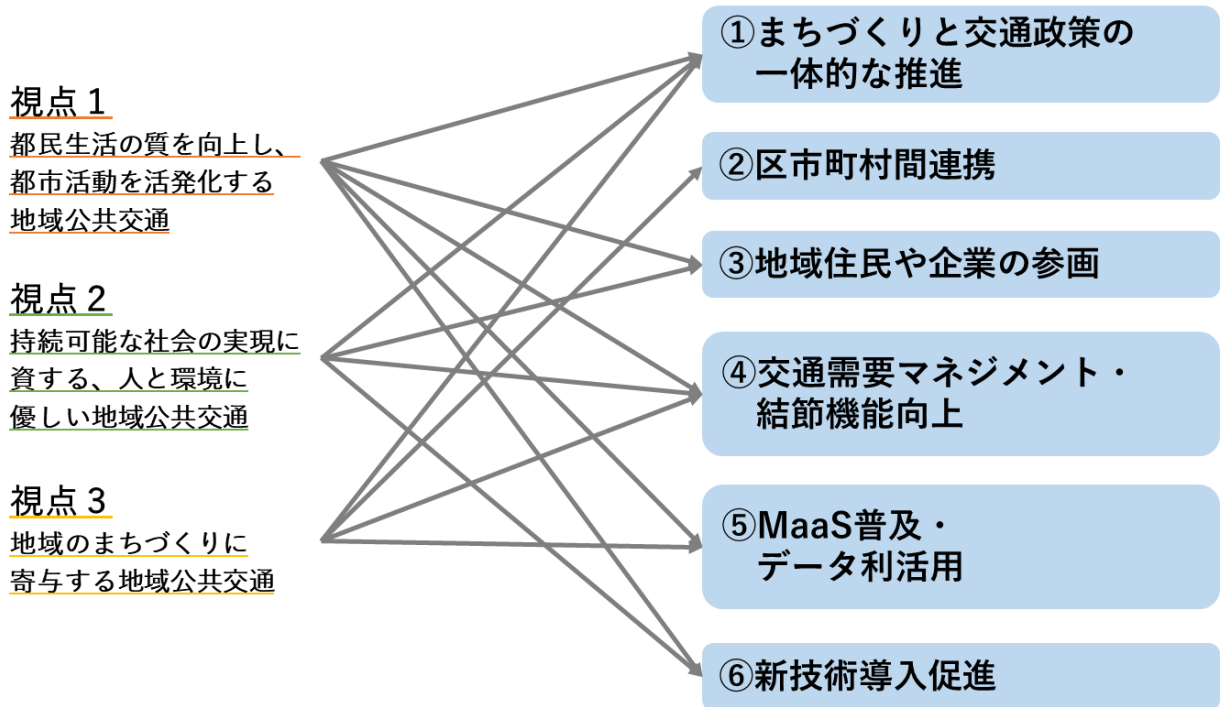 視点1
都民生活の質を向上し、
都市活動を活発化する
地域公共交通
視点2
持続可能な社会の実現に
資する、人と環境に
優しい地域公共交通
視点3
地域のまちづくりに
寄与する地域公共交通
①まちづくりと交通政策の
一体的な推進
②区市町村間連携
③地域住民や企業の参画
④交通需要マネジメント・
結節機能向上
⑤MaaS普及・
データ利活用
⑥新技術導入促進